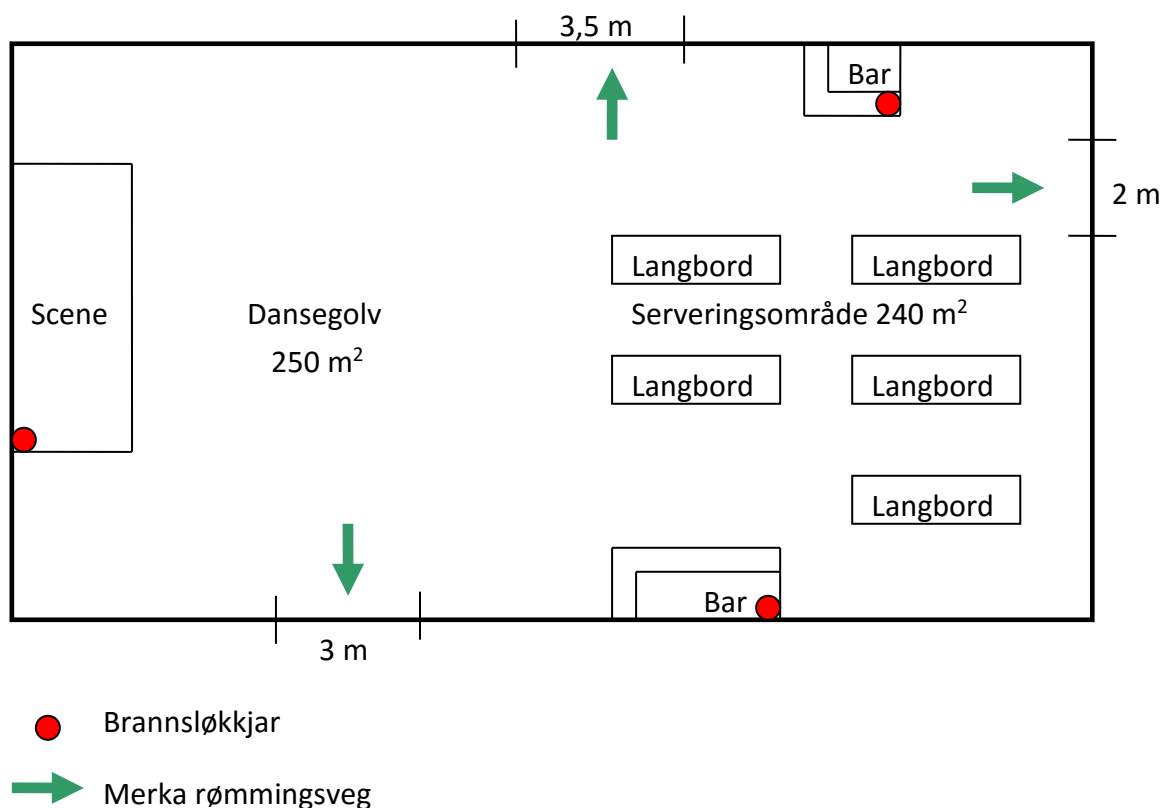 3,5 m
Bar
2 m
Langbord
Langbord
Scene
Dansegolv
250 m²
Serveringsområde 240 m²
Langbord
Langbord
Langbord
Bar
3 m
Brannsløkkjar
Merka rømmingsveg